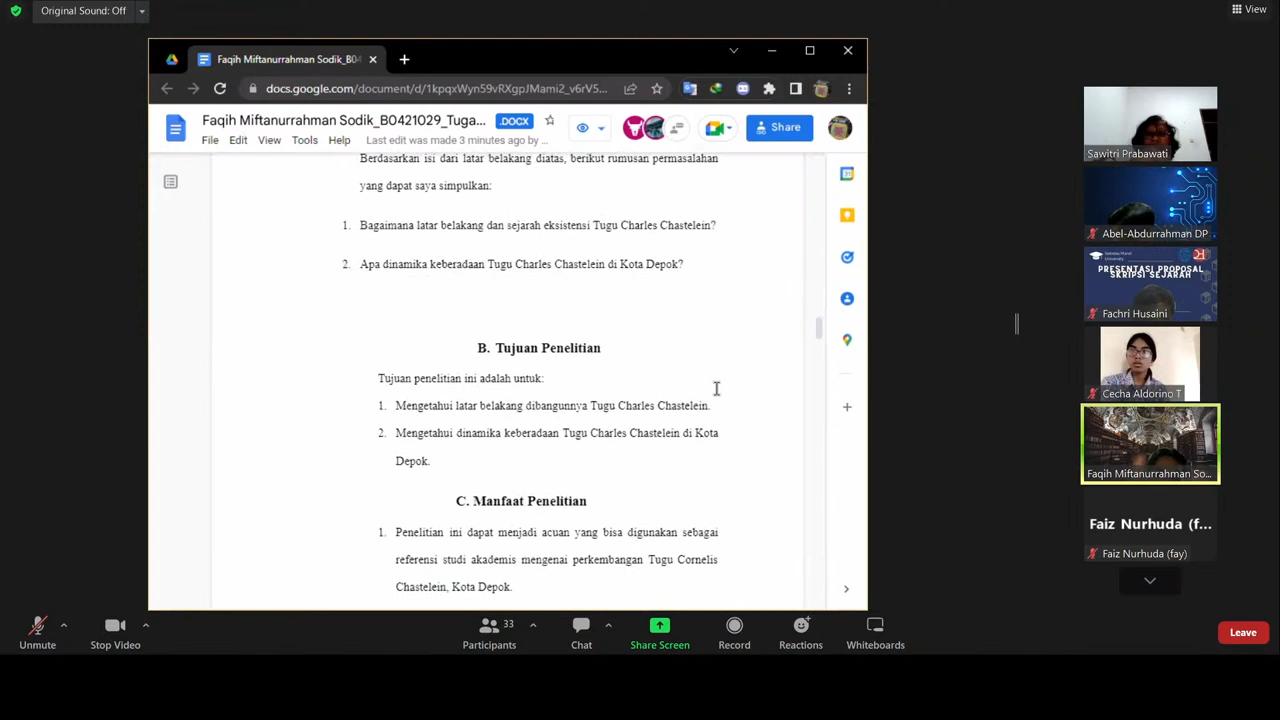 Original Sound: Off
View
Faqih Miftanurrahman Sodik_B04
docs.google.com/document/d/1kpqxWyn59vRXgpJMami2_v6rV5...
Faqih Miftanurrahman Sodik_B0421029_Tuga...
.DOCX
Share
File Edit View Tools Help
Last edit was made 3 minutes ago by ...
Berdasarkan isi dari latar belakang diatas, berikut rumusan permasalahan
yang dapat saya simpulkan:
1. Bagaimana latar belakang dan sejarah eksistensi Tugu Charles Chastelein?
2. Apa dinamika keberadaan Tugu Charles Chastelein di Kota Depok?
B. Tujuan Penelitian
Tujuan penelitian ini adalah untuk:
1. Mengetahui latar belakang dibangunnya Tugu Charles Chastelein.
2. Mengetahui dinamika keberadaan Tugu Charles Chastelein di Kota
Depok.
C. Manfaat Penelitian
1. Penelitian ini dapat menjadi acuan yang bisa digunakan sebagai
referensi studi akademis mengenai perkembangan Tugu Cornelis
Chastelein, Kota Depok.
Sawitri Prabawati
Abel-Abdurrahman DP
PRESENTASI PROPOSAL
SKRIPSI SEJARAH
Fachri Husaini
Cecha Aldorino T
Faqih Miftanurrahman So...
Faiz Nurhuda (f...
Faiz Nurhuda (fay)
Unmute
Stop Video
33
Participants
Chat
Share Screen
Record
Reactions
Whiteboards
Leave